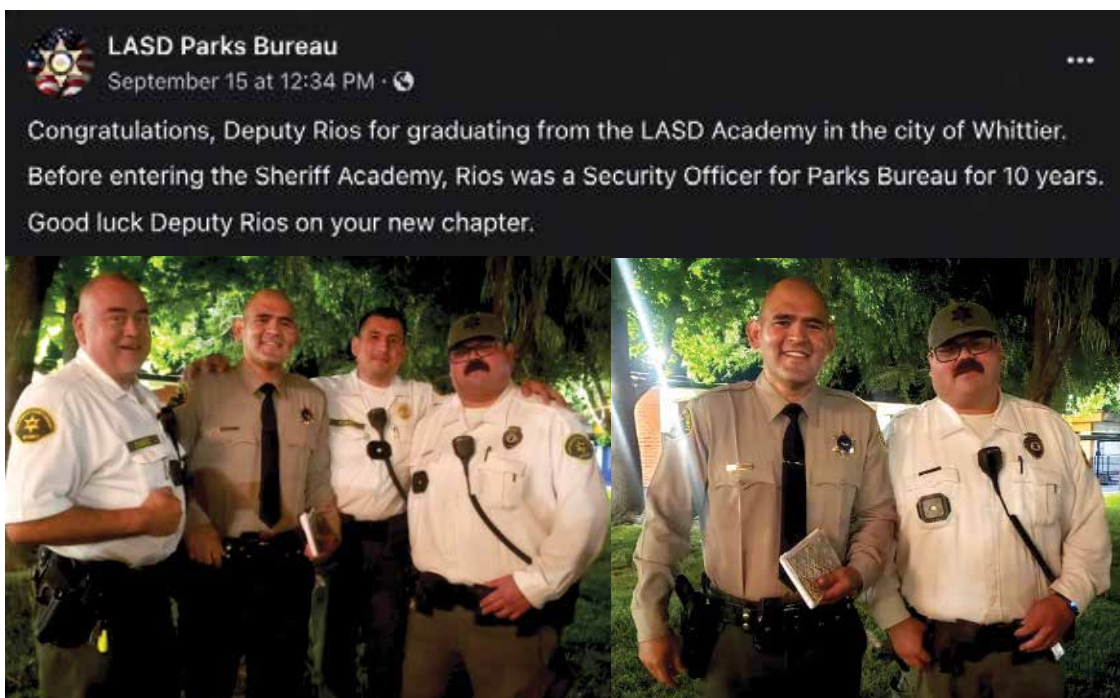 LASD Parks Bureau
September 15 at 12:34 PM ·
Congratulations, Deputy Rios for graduating from the LASD Academy in the city of Whittier.
Before entering the Sheriff Academy, Rios was a Security Officer for Parks Bureau for 10 years.
Good luck Deputy Rios on your new chapter.